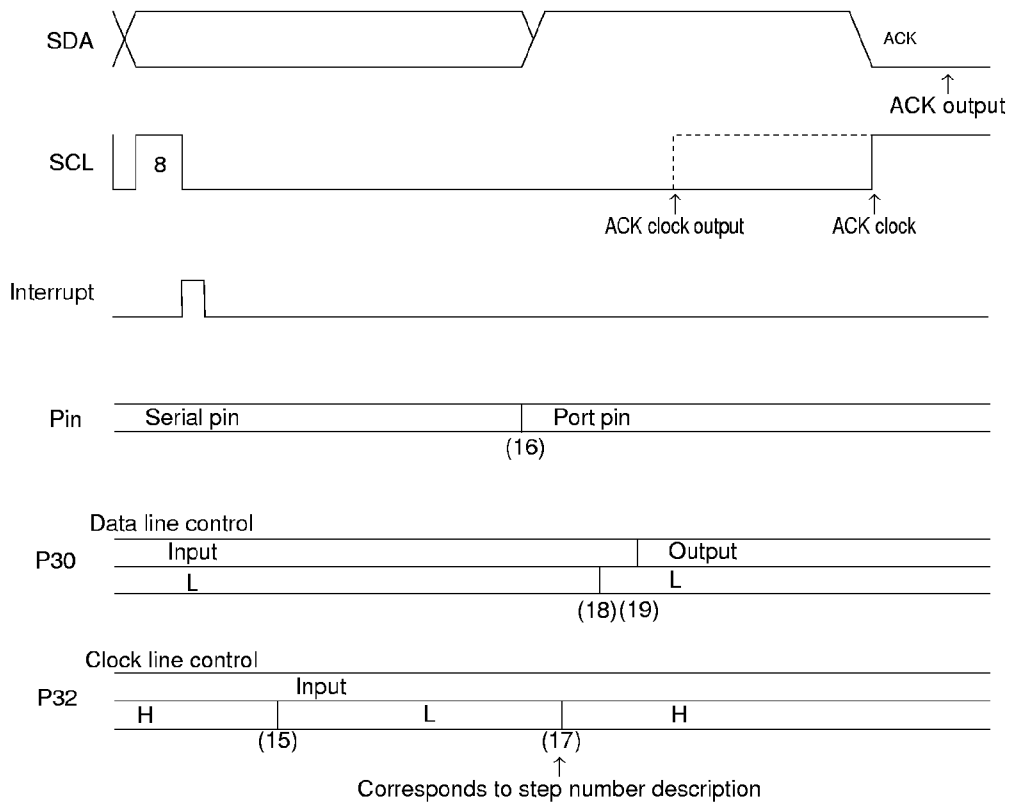 SDA
ACK
ACK output
SCL
8
ACK clock output
ACK clock
Interrupt
Pin
Serial pin
Port pin
(16)
Data line control
P30
Input
Output
L
L
(18)(19)
Clock line control
P32
Input
H
L
H
(15)
(17)
Corresponds to step number description